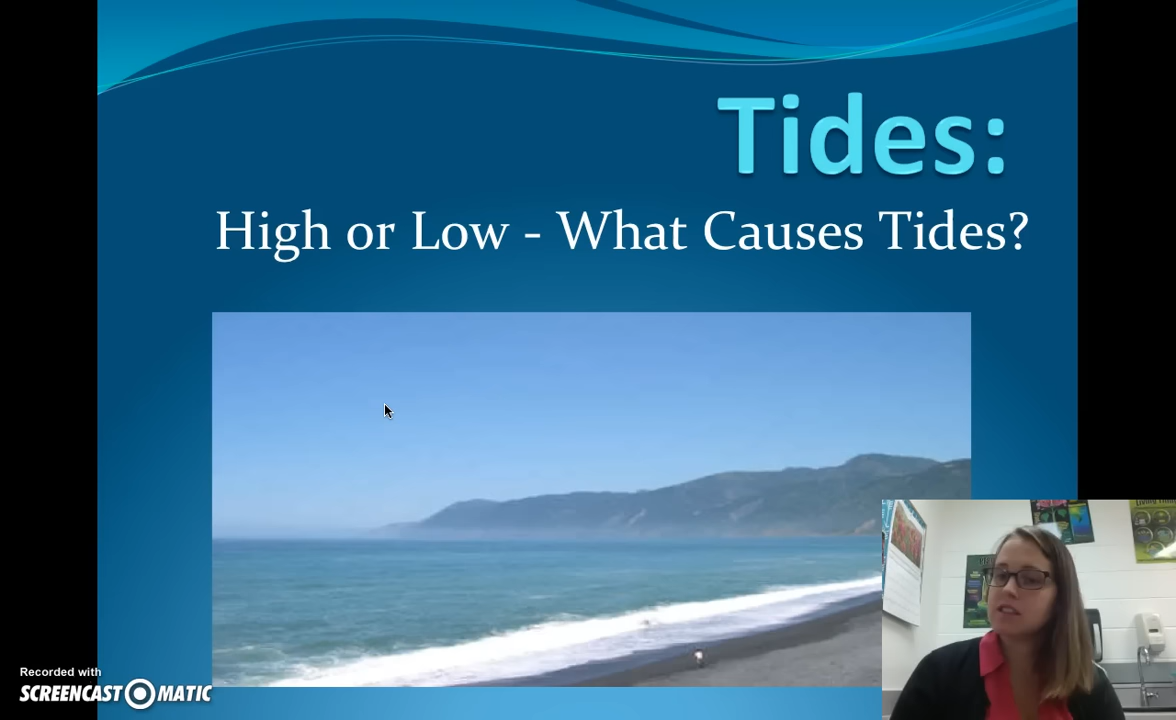 Tides:
High or Low - What Causes Tides?
Recorded with
SCREENCAST MATIC